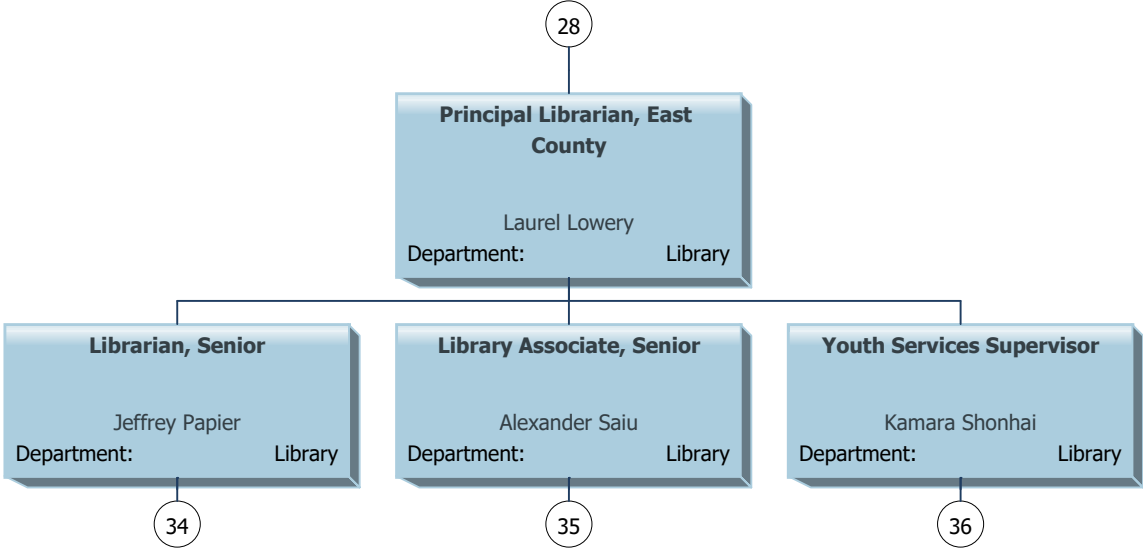 28
Principal Librarian, East
County
Laurel Lowery
Department: Library
Librarian, Senior
Jeffrey Papier
Department: Library
34
Library Associate, Senior
Alexander Saiu
Department: Library
35
Youth Services Supervisor
Kamara Shonhai
Department: Library
36